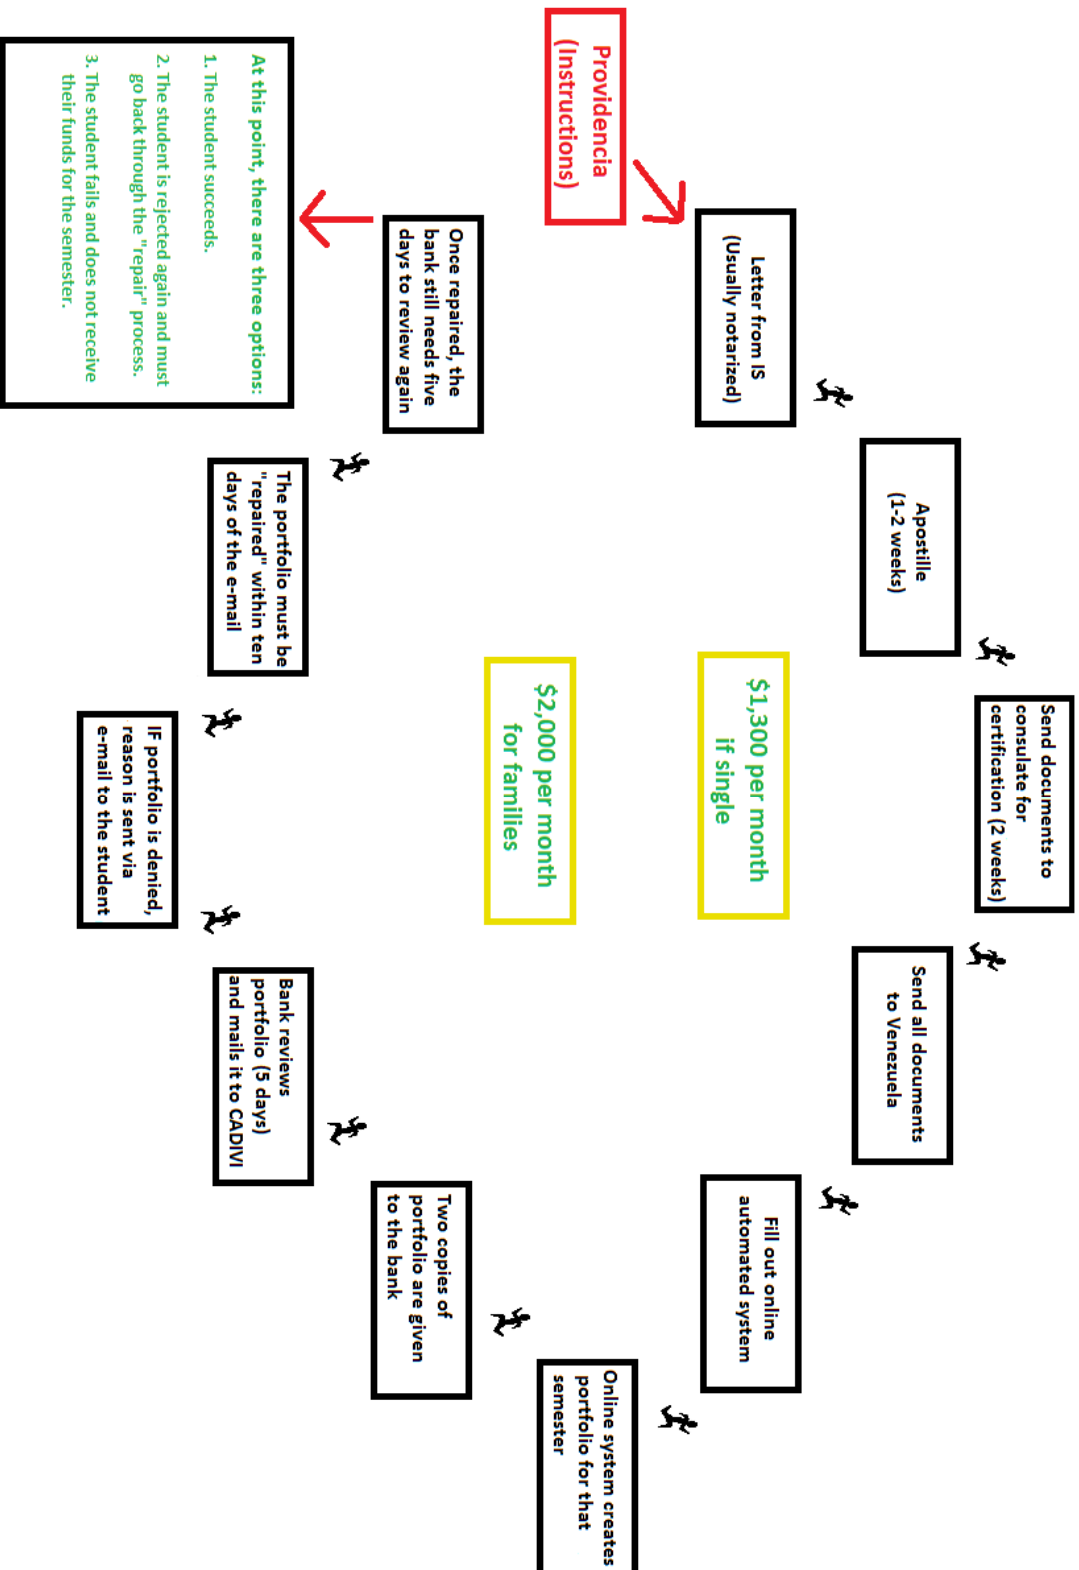 Providencia
(Instructions)
Letter from IS
(Usually notarized)
Apostille
(1-2 weeks)
Send documents to
consulate for
certification (2 weeks)
Send all documents
to Venezuela
Fill out online
automated system
Online system creates
portfolio for that
semester
Two copies of
portfolio are given
to the bank
Bank reviews
portfolio (5 days)
and mails it to CADIVI
IF portfolio is denied,
reason is sent via
e-mail to the student
The portfolio must be
"repaired" within ten
days of the e-mail
Once repaired, the
bank still needs five
days to review again
At this point, there are three options:
1. The student succeeds.
2. The student is rejected again and must
go back through the "repair" process.
3. The student fails and does not receive
their funds for the semester.
$1,300 per month
if single
$2,000 per month
for families